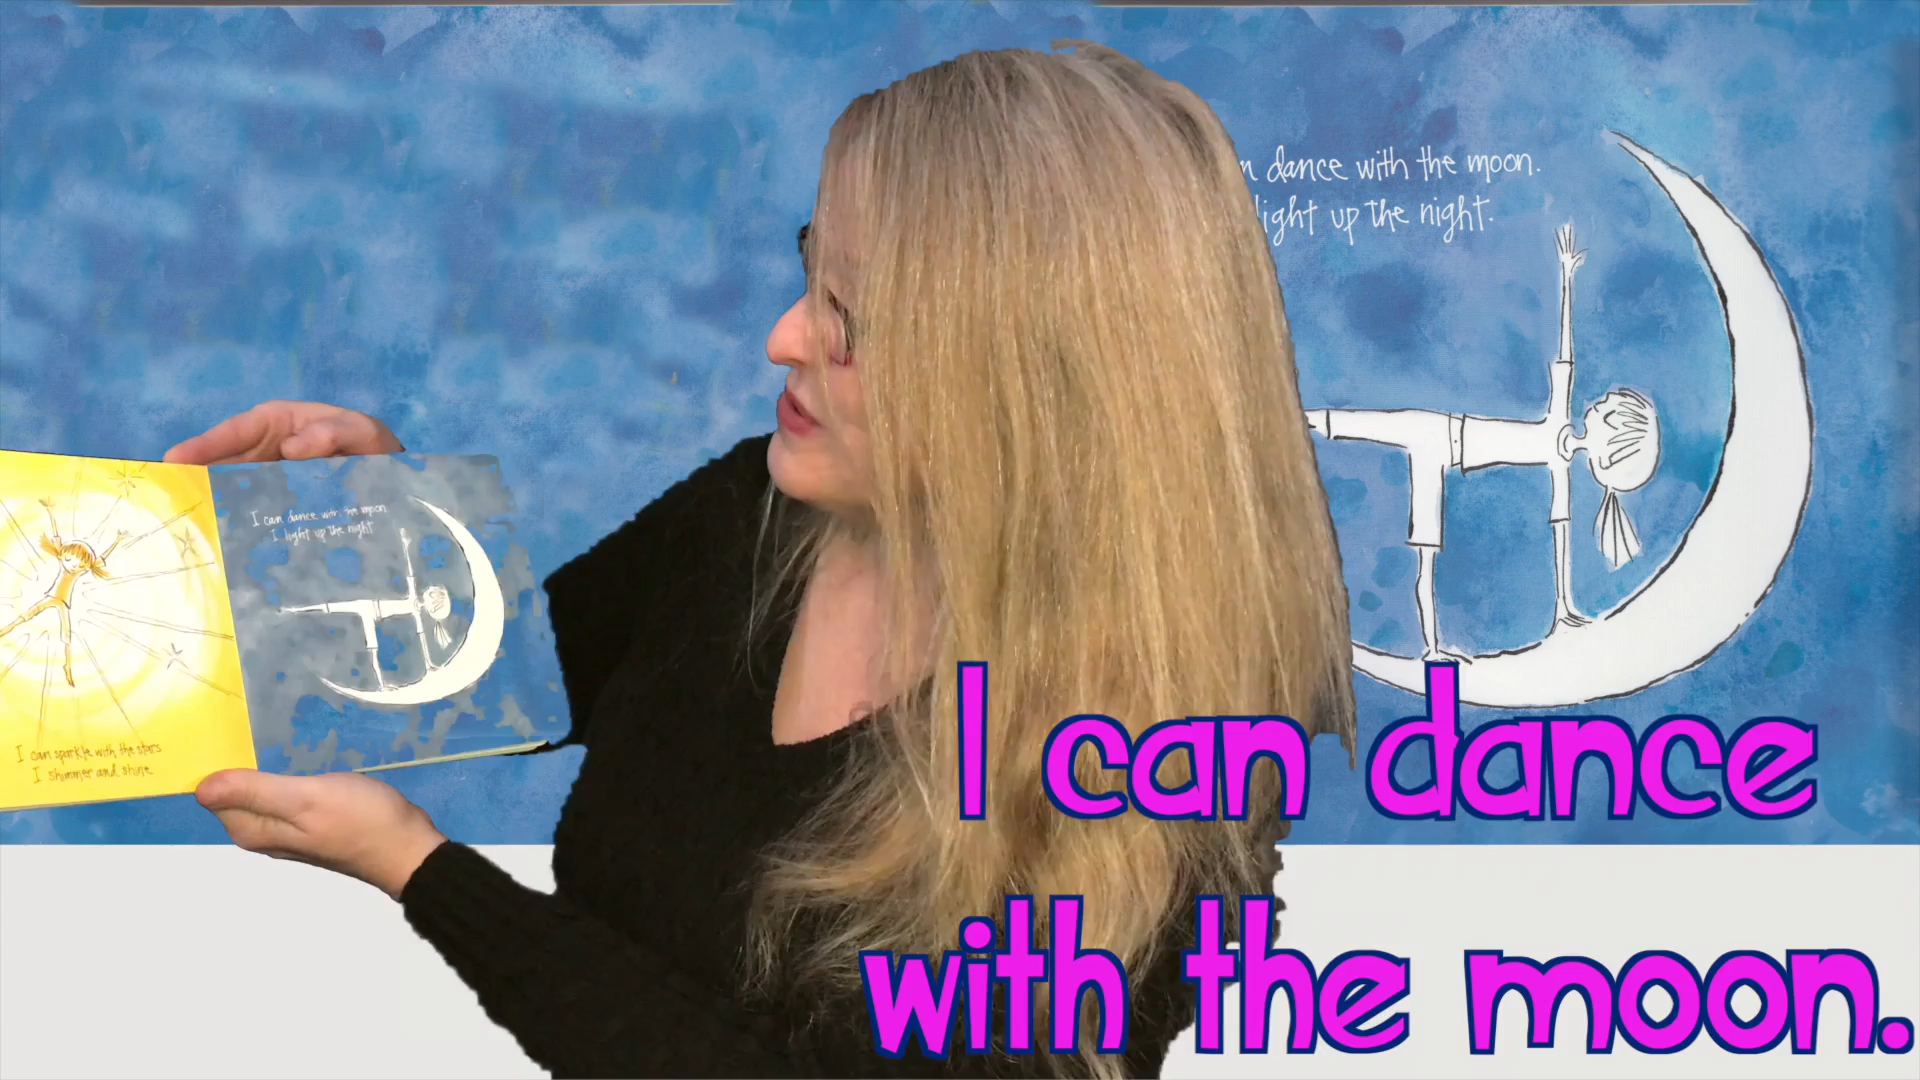 n dance with the moon.
light up the night.
I can dance with the moon
I light up the night
I can sparkle with the stars
I shimmer and shine
I can dance
with the moon.